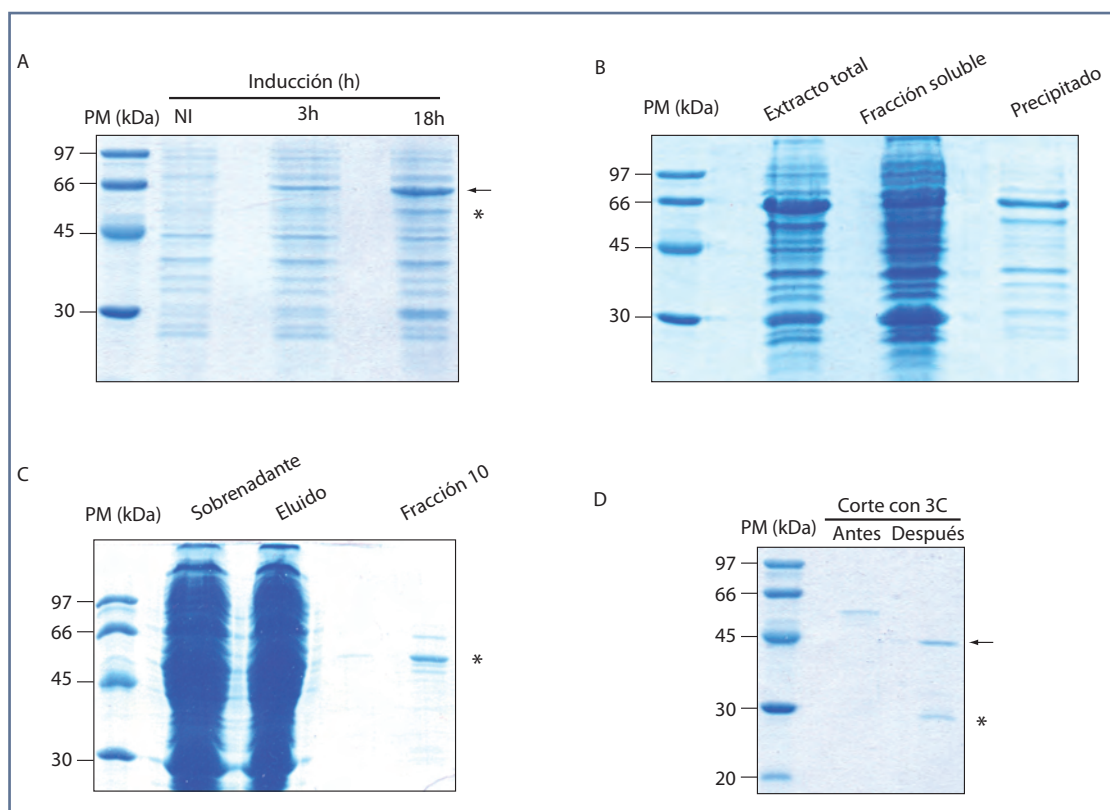 A
Inducción (h)
PM (kDa)
NI
3h
18h
97
66
45
30
*
B
PM (kDa)
Extracto total
Fracción soluble
Precipitado
97
66
45
30
C
PM (kDa)
Sobrenadante
Eluido
Fracción 10
97
66
45
30
*
D
Corte con 3C
PM (kDa)
Antes
Después
97
66
45
30
20
*